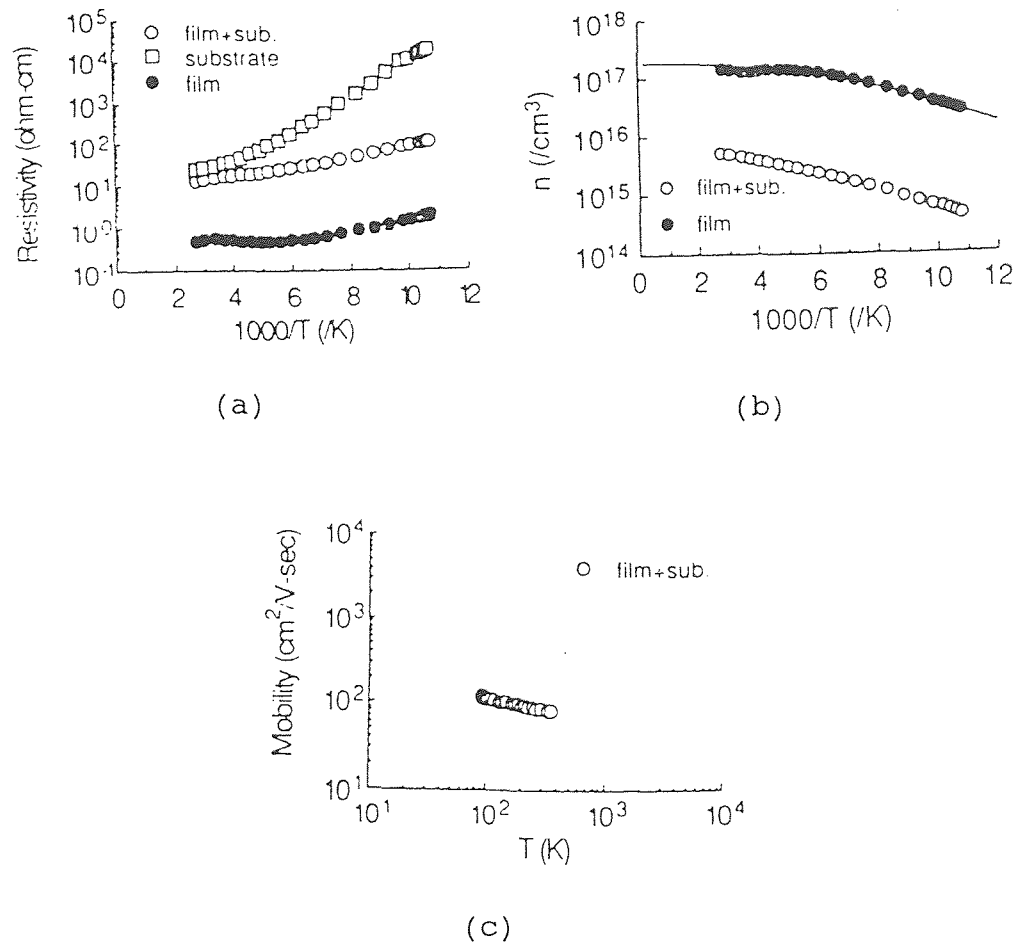 10^5
10^4
10^3
10^2
10^1
10^0
10^-1
Resistivity (ohm-cm)
film+sub.
substrate
film
0 2 4 6 8 10 12
1000/T (/K)
(a)
10^18
10^17
10^16
10^15
10^14
n (/cm^3)
film+sub.
film
0 2 4 6 8 10 12
1000/T (/K)
(b)
10^4
10^3
10^2
10^1
Mobility (cm^2/V-sec)
film+sub.
10^1 10^2 10^3 10^4
T (K)
(c)